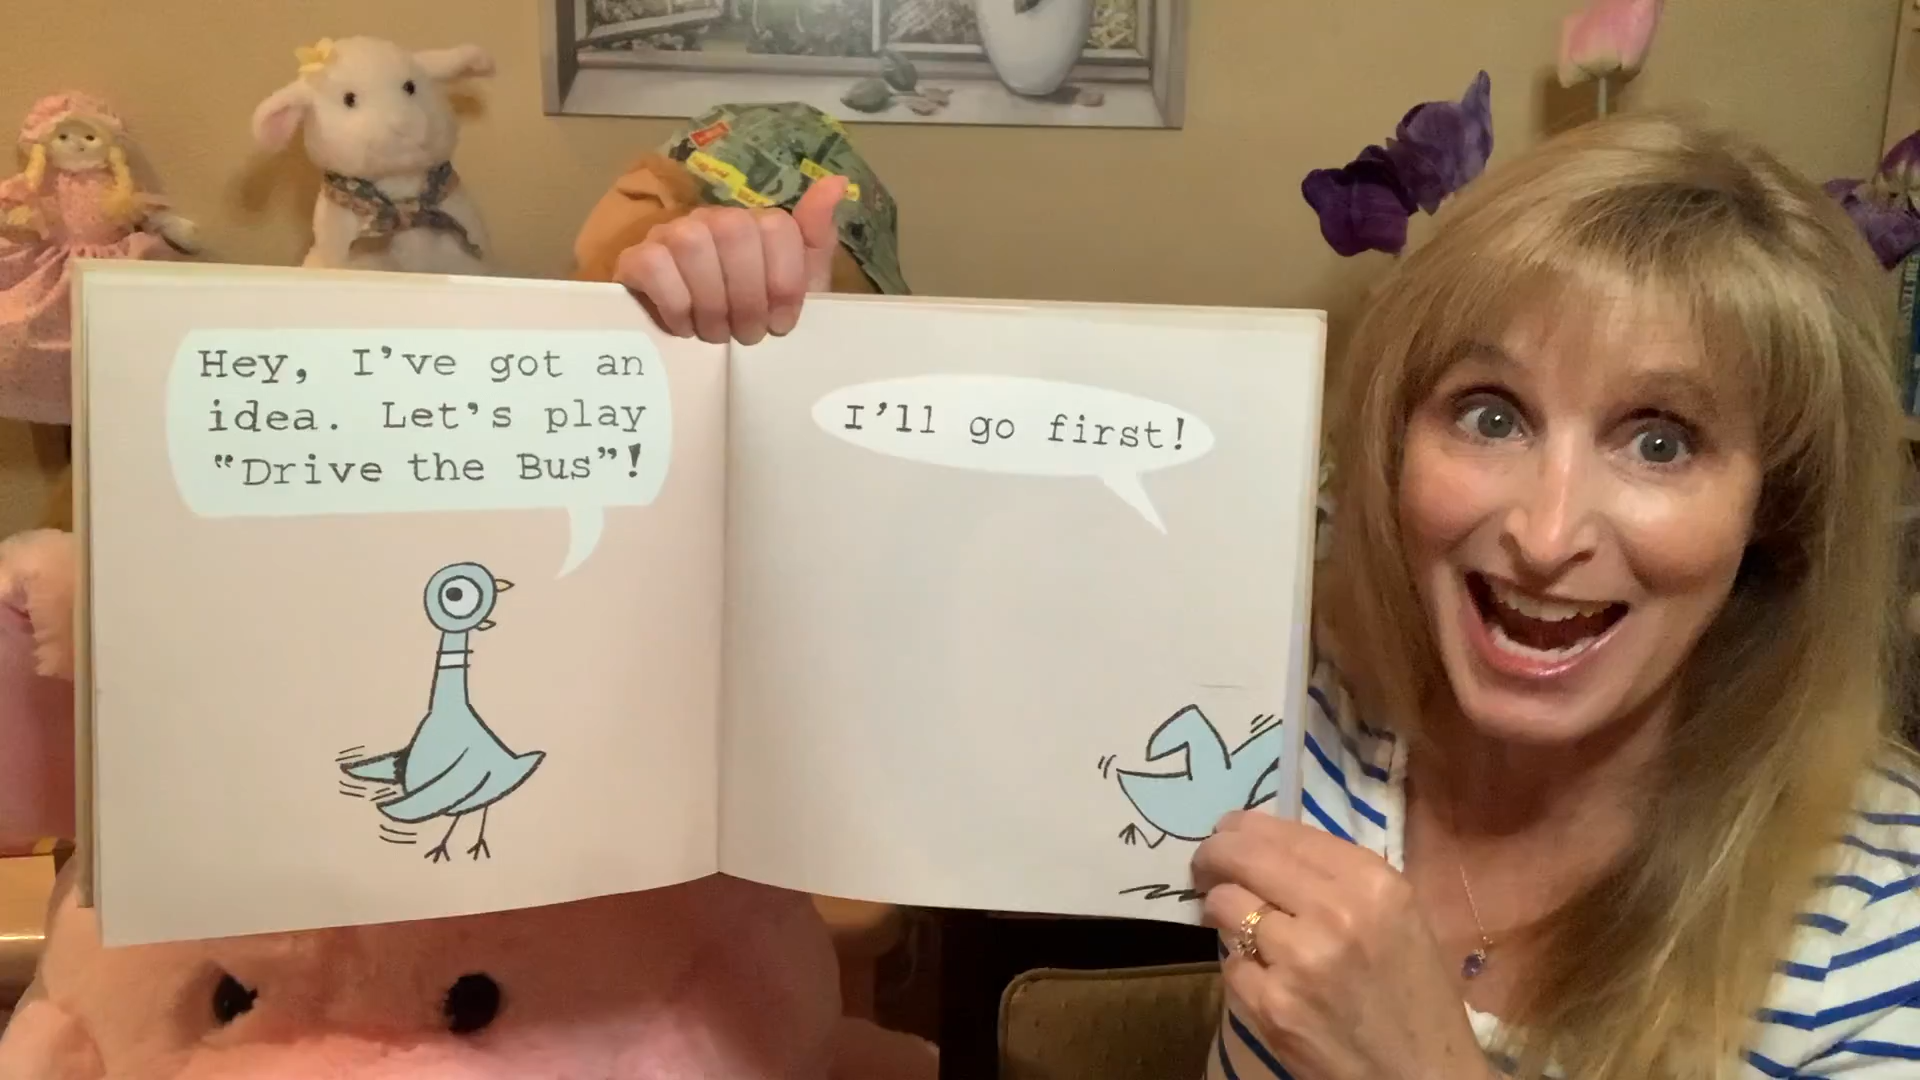 Hey, I've got an
idea. Let's play
"Drive the Bus"!
I'll go first!